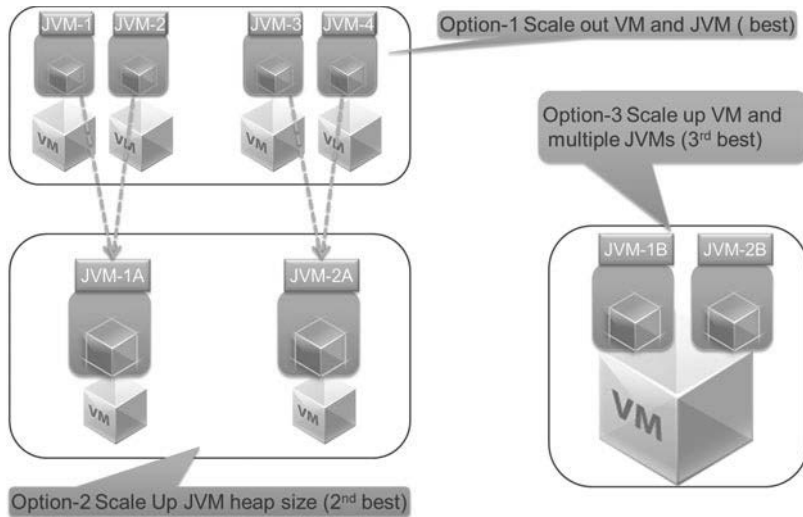 JVM-1
JVM-2
JVM-3
JVM-4
Option-1 Scale out VM and JVM ( best)
VM
VM
VM
VM
Option-3 Scale up VM and
multiple JVMs (3rd best)
JVM-1A
JVM-2A
JVM-1B
JVM-2B
VM
VM
VM
Option-2 Scale Up JVM heap size (2nd best)